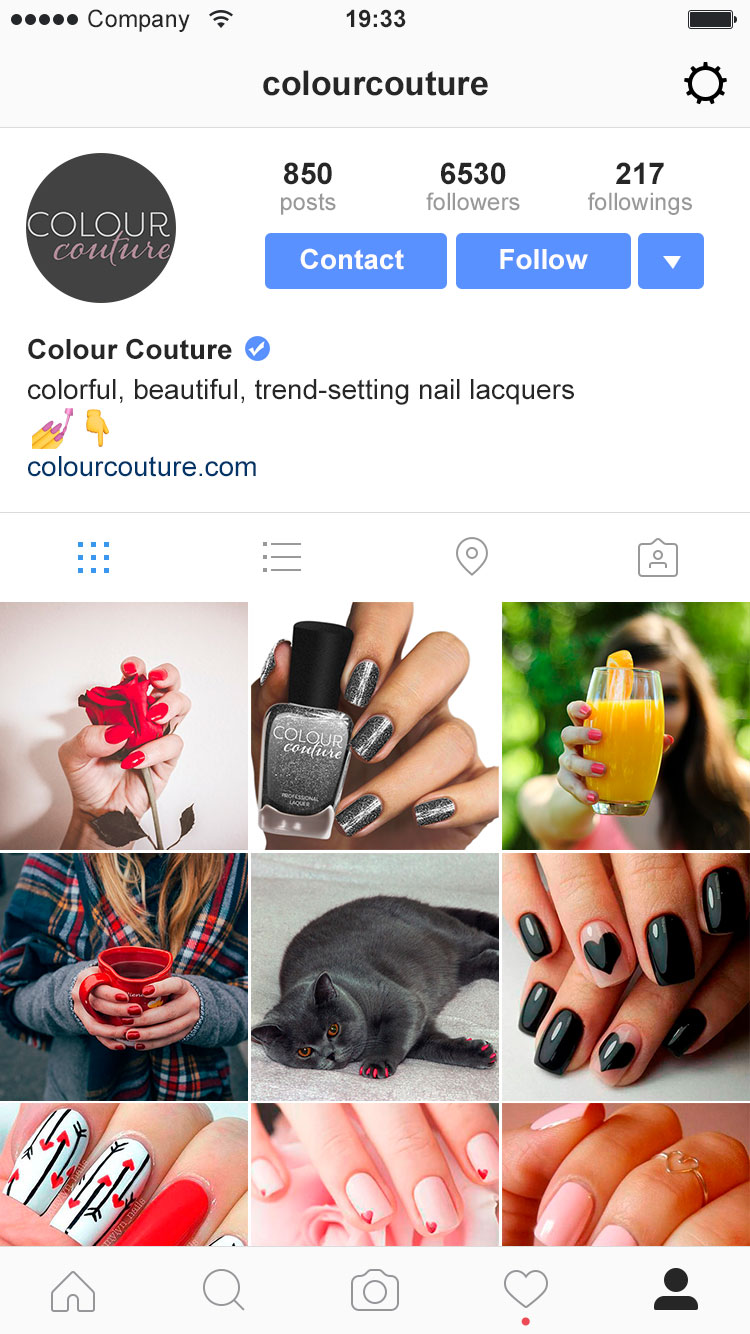 Company 19:33
colourcouture
850 6530 217
posts followers followings
Contact Follow
COLOUR
couture
Colour Couture
colorful, beautiful, trend-setting nail lacquers
colourcouture.com
COLOUR
couture
PROFESSIONAL
LACQUER